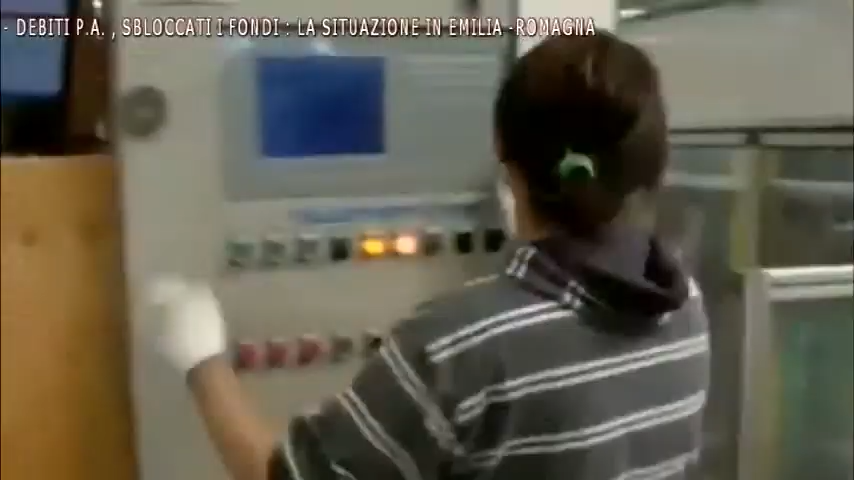 - DEBITI P.A. , SBLOCCATI I FONDI : LA SITUAZIONE IN EMILIA -ROMAGNA